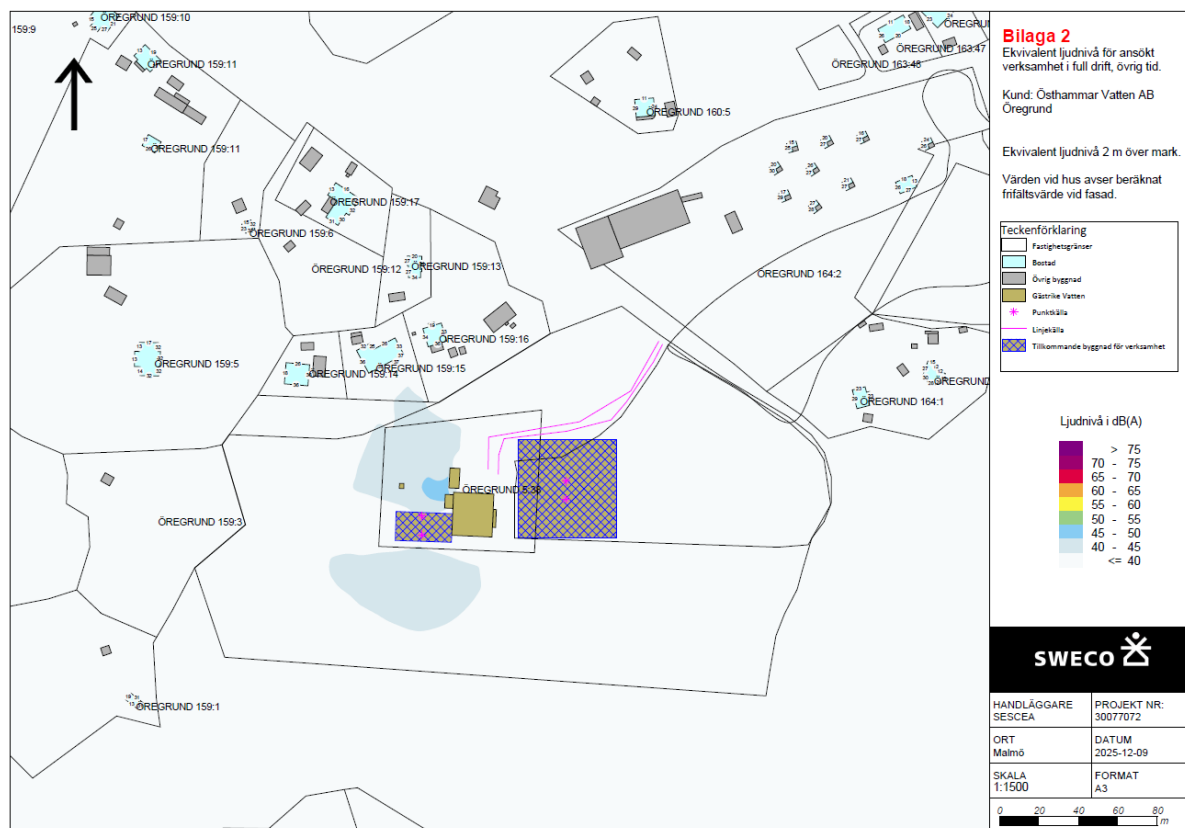 159:9
ÖREGRUND 159:10
ÖREGRUND 159:11
ÖREGRUND 159:11
ÖREGRUND 159:17
ÖREGRUND 159:6
ÖREGRUND 159:12
ÖREGRUND 159:13
ÖREGRUND 159:16
ÖREGRUND 159:5
ÖREGRUND 159:14
ÖREGRUND 159:15
ÖREGRUND 160:5
ÖREGRUN
ÖREGRUND 163:47
ÖREGRUND 163:48
ÖREGRUND 164:2
ÖREGRUND
ÖREGRUND 164:1
ÖREGRUND 5:38
ÖREGRUND 159:3
ÖREGRUND 159:1
Bilaga 2
Ekvivalent ljudnivå för ansökt
verksamhet i full drift, övrig tid.
Kund: Östhammar Vatten AB
Öregrund
Ekvivalent ljudnivå 2 m över mark.
Värden vid hus avser beräknat
frifältsvärde vid fasad.
Teckenförklaring
Fastighetsgränser
Bostad
Övrig byggnad
Gästrike Vatten
Punktkälla
Linjekälla
Tillkommande byggnad för verksamhet
Ljudnivå i dB(A)
> 75
70 - 75
65 - 70
60 - 65
55 - 60
50 - 55
45 - 50
40 - 45
<= 40
SWECO
HANDLÄGGARE
SESCEA
PROJEKT NR:
30077072
ORT
Malmö
DATUM
2025-12-09
SKALA
1:1500
FORMAT
A3
0 20 40 60 80
m